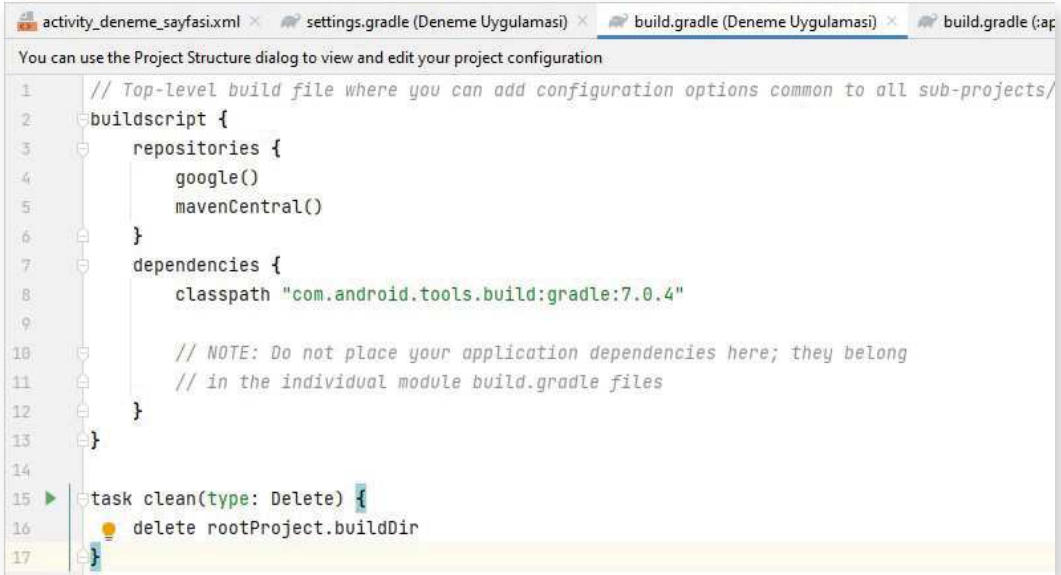 activity_deneme_sayfasi.xml settings.gradle (Deneme Uygulamasi) build.gradle (Deneme Uygulamasi) build.gradle (:ap
You can use the Project Structure dialog to view and edit your project configuration
1 // Top-level build file where you can add configuration options common to all sub-projects/
2 buildscript {
3 repositories {
4 google()
5 mavenCentral()
6 }
7 dependencies {
8 classpath "com.android.tools.build:gradle:7.0.4"
9
10 // NOTE: Do not place your application dependencies here; they belong
11 // in the individual module build.gradle files
12 }
13 }
14
15 task clean(type: Delete) {
16 delete rootProject.buildDir
17 }